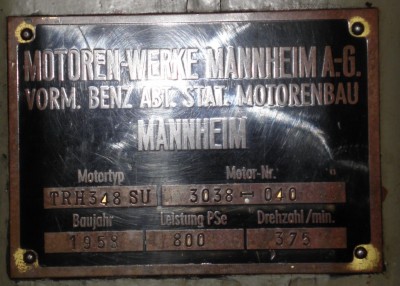 MOTOREN-WERKE MANNHEIM A-G.
VORM. BENZ ABT. STAT. MOTORENBAU
MANNHEIM
Motortyp Motor-Nr.
TRH348 SU 3038-040
Baujahr Leistung PSe Drehzahl/min.
1958 800 375